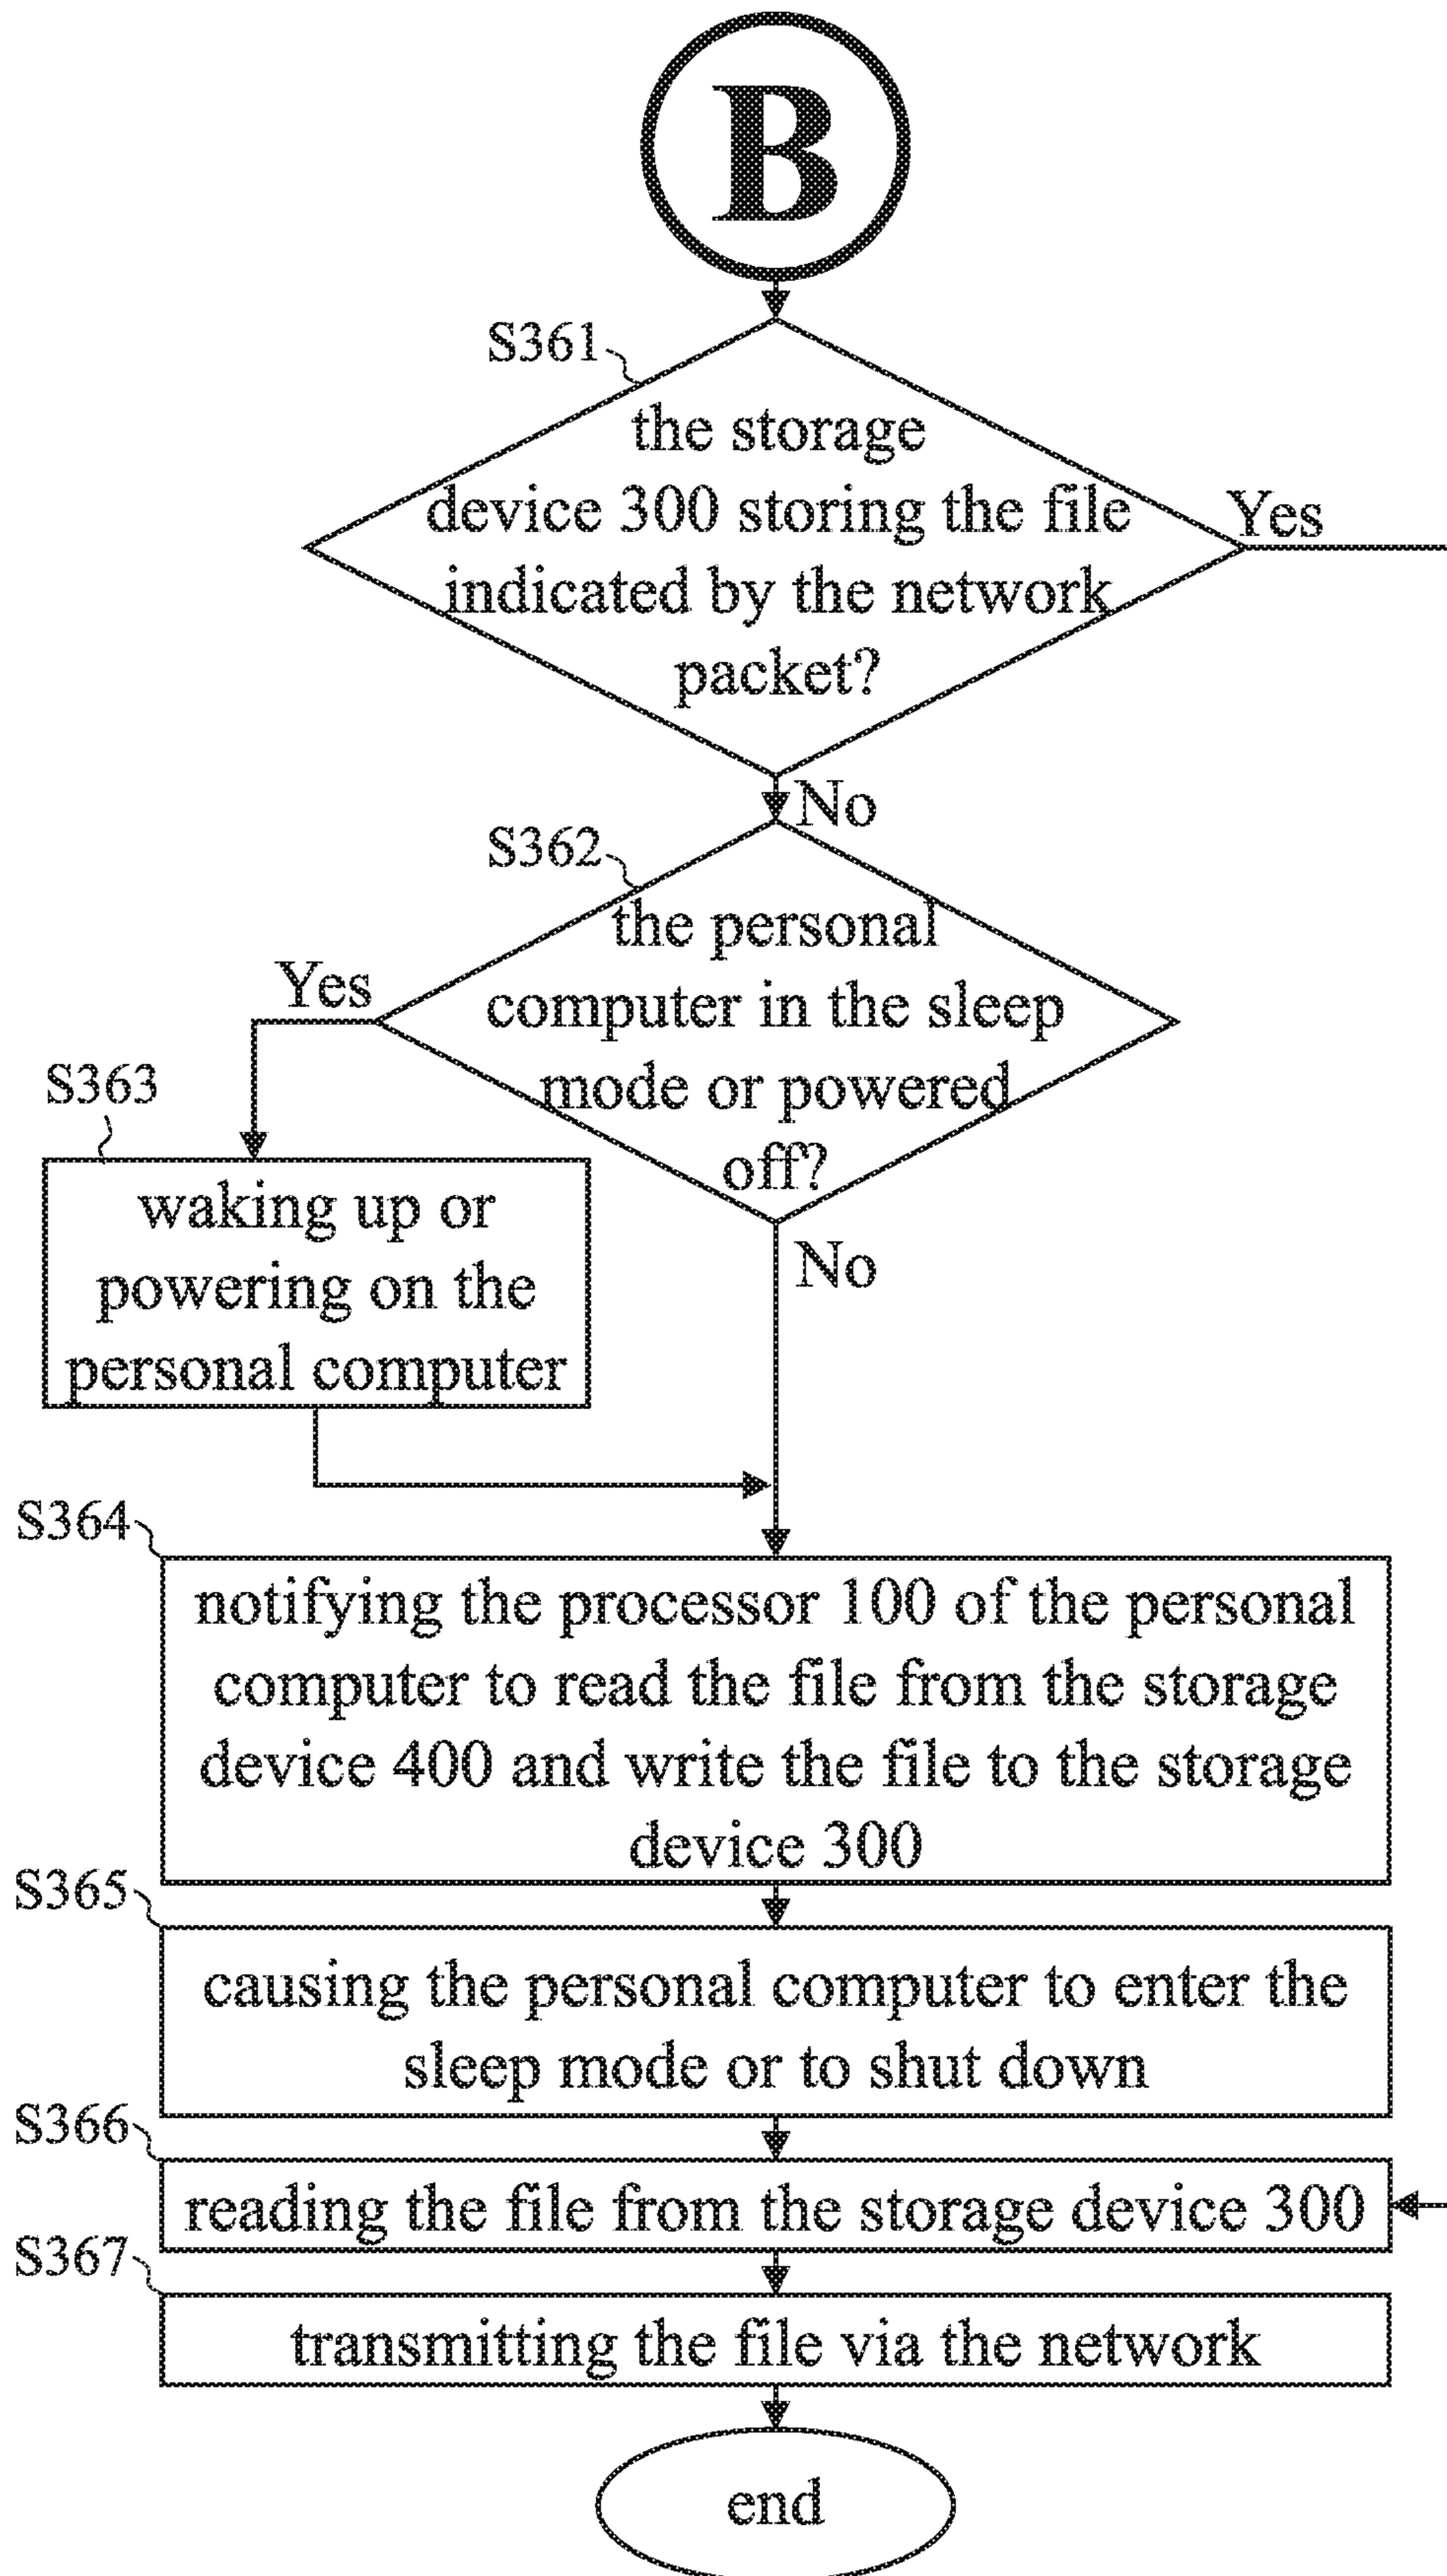 B
S361
the storage
device 300 storing the file
indicated by the network
packet?
Yes
No
S362
the personal
computer in the sleep
mode or powered
off?
Yes
No
S363
waking up or
powering on the
personal computer
S364
notifying the processor 100 of the personal
computer to read the file from the storage
device 400 and write the file to the storage
device 300
S365
causing the personal computer to enter the
sleep mode or to shut down
S366
reading the file from the storage device 300
S367
transmitting the file via the network
end